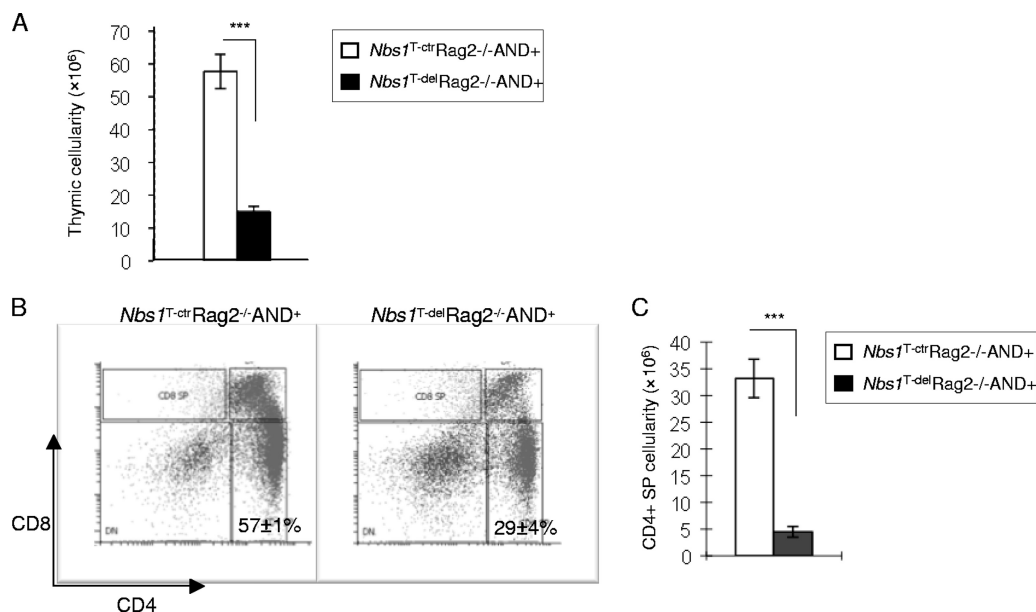 A
Thymic cellularity (×10⁶)
70
60
50
40
30
20
10
0
***
Nbs1ᵀ⁻ᶜᵗʳRag2-/-AND+
Nbs1ᵀ⁻ᵈᵉˡRag2-/-AND+
B
Nbs1ᵀ⁻ᶜᵗʳRag2⁻/⁻AND⁺
Nbs1ᵀ⁻ᵈᵉˡRag2⁻/⁻AND⁺
CD8 SP
DN
57±1%
CD8 SP
DN
29±4%
CD8
CD4
C
CD4+ SP cellularity (×10⁶)
40
35
30
35
20
15
10
5
0
***
Nbs1ᵀ⁻ᶜᵗʳRag2-/-AND+
Nbs1ᵀ⁻ᵈᵉˡRag2-/-AND+